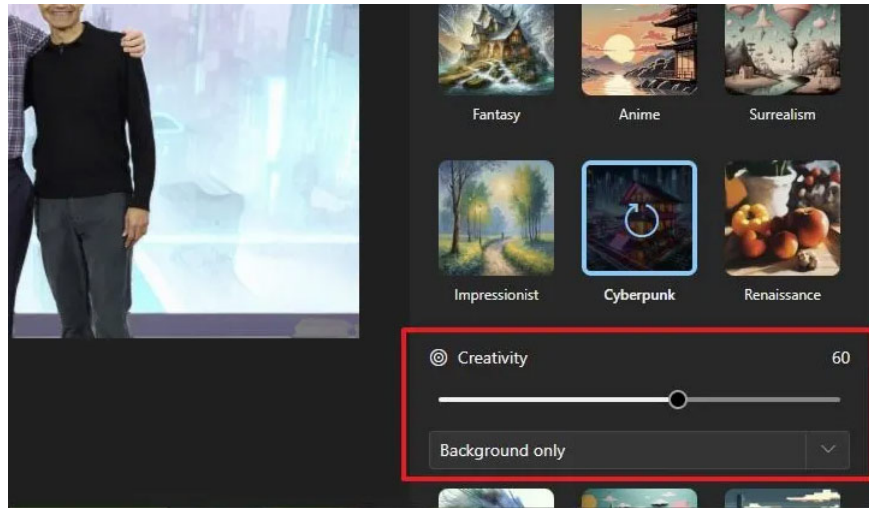 Fantasy
Anime
Surrealism
Impressionist
Cyberpunk
Renaissance
Creativity
60
Background only